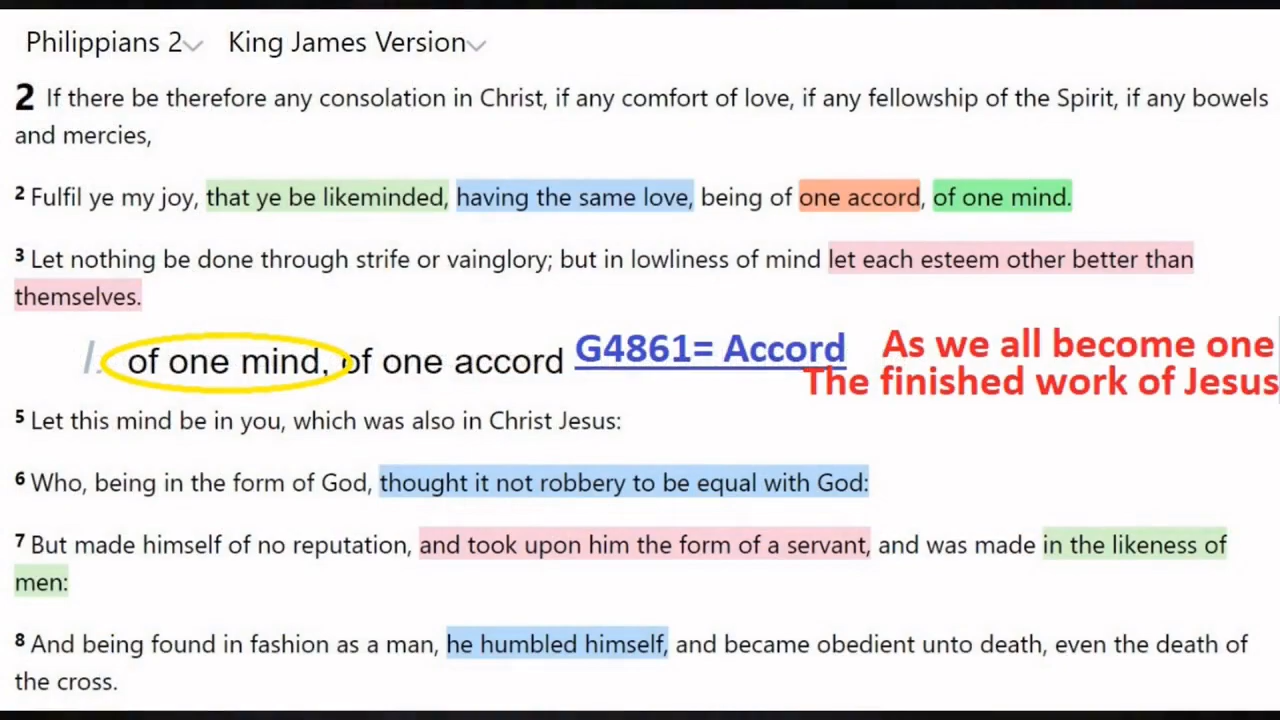 Philippians 2 King James Version
2 If there be therefore any consolation in Christ, if any comfort of love, if any fellowship of the Spirit, if any bowels
and mercies,
2 Fulfil ye my joy, that ye be likeminded, having the same love, being of one accord, of one mind.
3 Let nothing be done through strife or vainglory; but in lowliness of mind let each esteem other better than
themselves.
of one mind, of one accord G4861= Accord As we all become one
The finished work of Jesus
5 Let this mind be in you, which was also in Christ Jesus:
6 Who, being in the form of God, thought it not robbery to be equal with God:
7 But made himself of no reputation, and took upon him the form of a servant, and was made in the likeness of
men:
8 And being found in fashion as a man, he humbled himself, and became obedient unto death, even the death of
the cross.